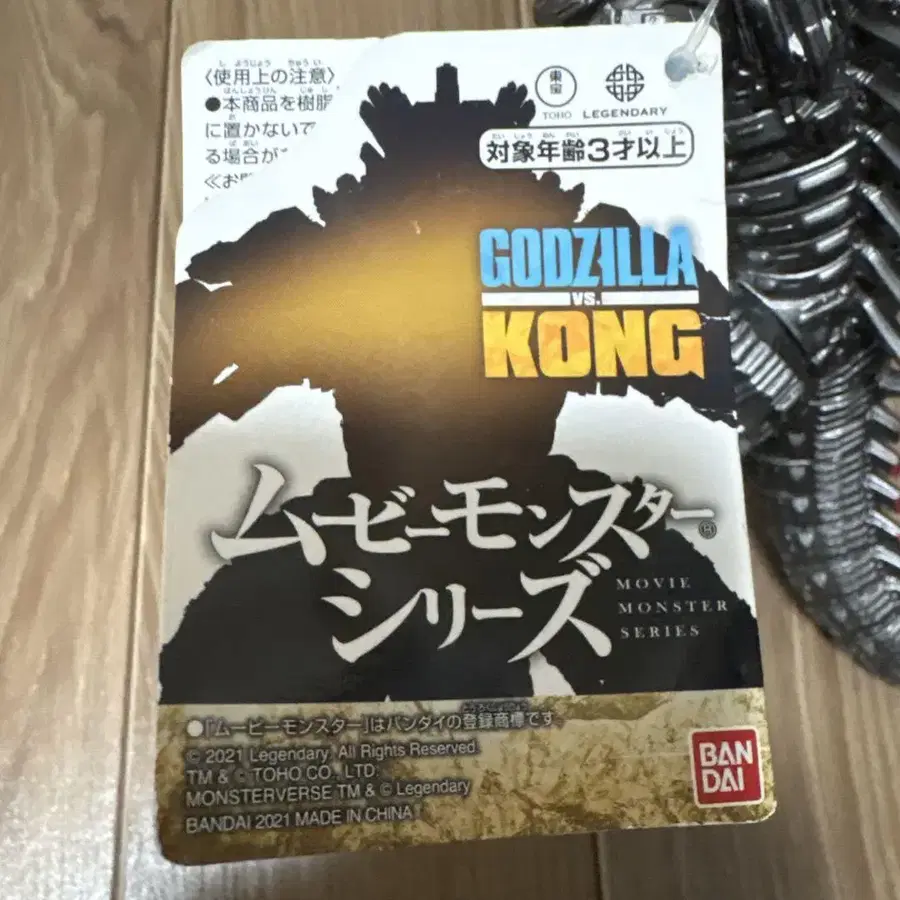 〈使用上の注意〉
●本商品を樹脂
に置かないで
る場合が
≪お
東宝
TOHO
LEGENDARY
対象年齢3才以上
GODZILLA
VS.
KONG
ムービーモンスター®
シリーズ
MOVIE
MONSTER
SERIES
●「ムービーモンスター」はバンダイの登録商標です。
© 2021 Legendary. All Rights Reserved
TM & © TOHO CO., LTD.
MONSTERVERSE TM & © Legendary
BANDAI 2021 MADE IN CHINA
BAN
DAI